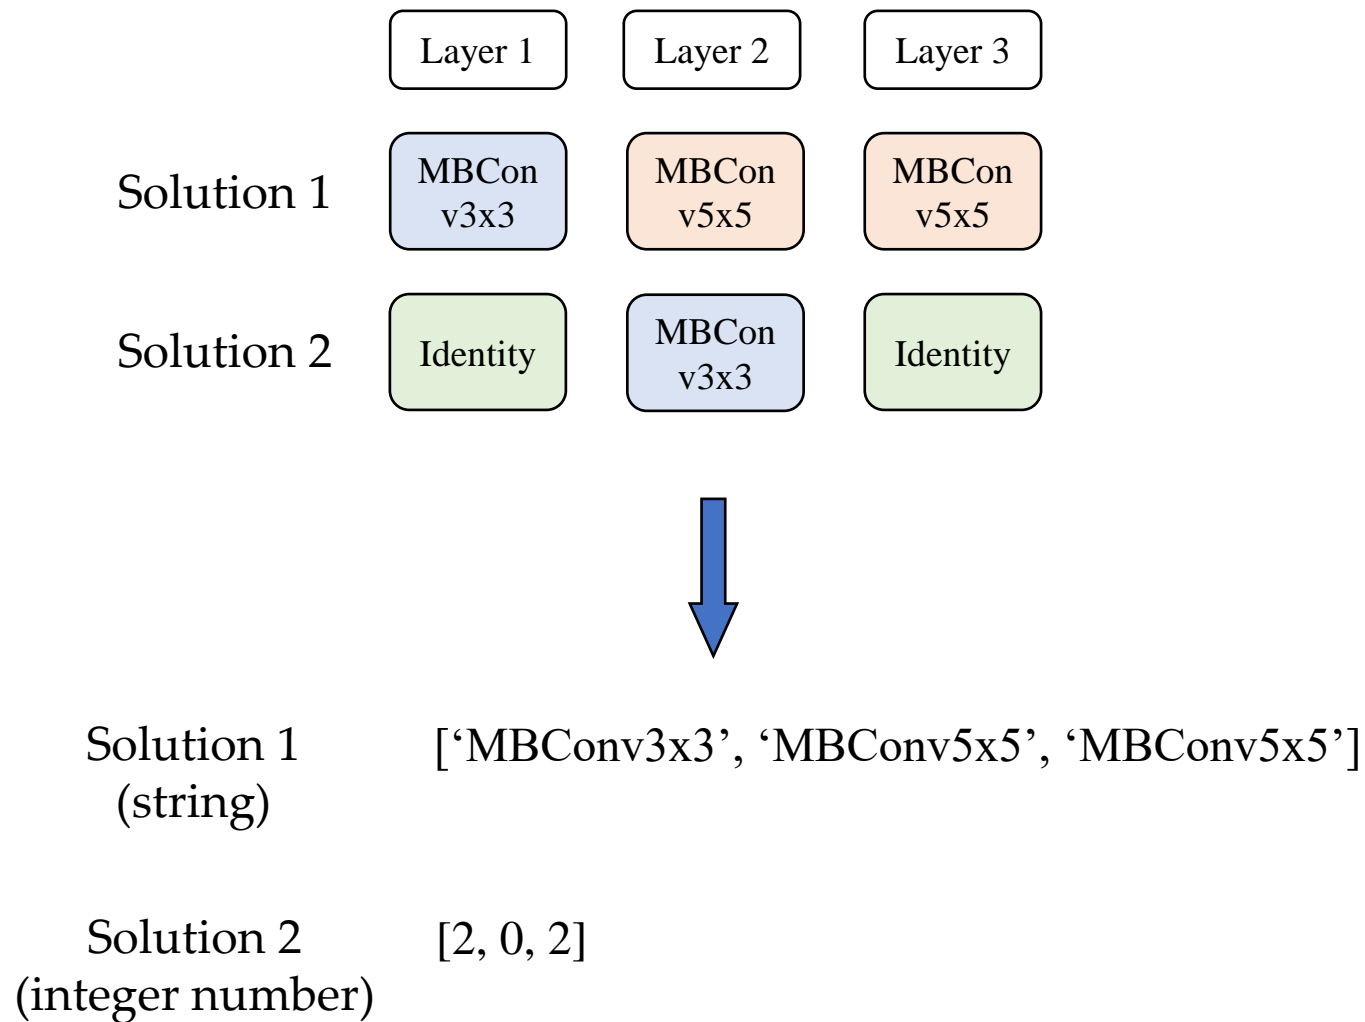 Layer 1 Layer 2 Layer 3
Solution 1
MBCon
v3x3
MBCon
v5x5
MBCon
v5x5
Solution 2
Identity
MBCon
v3x3
Identity
Solution 1
(string)
[‘MBConv3x3’, ‘MBConv5x5’, ‘MBConv5x5’]
Solution 2
(integer number)
[2, 0, 2]